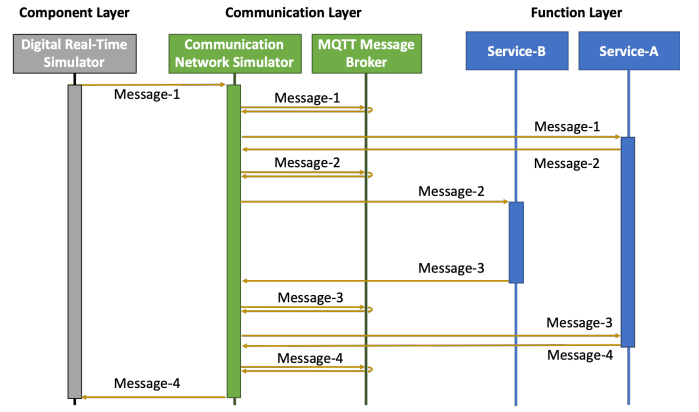 Component Layer
Communication Layer
Function Layer
Digital Real-Time
Simulator
Communication
Network Simulator
MQTT Message
Broker
Service-B
Service-A
Message-1
Message-1
Message-1
Message-2
Message-2
Message-2
Message-3
Message-3
Message-3
Message-4
Message-4
Message-4